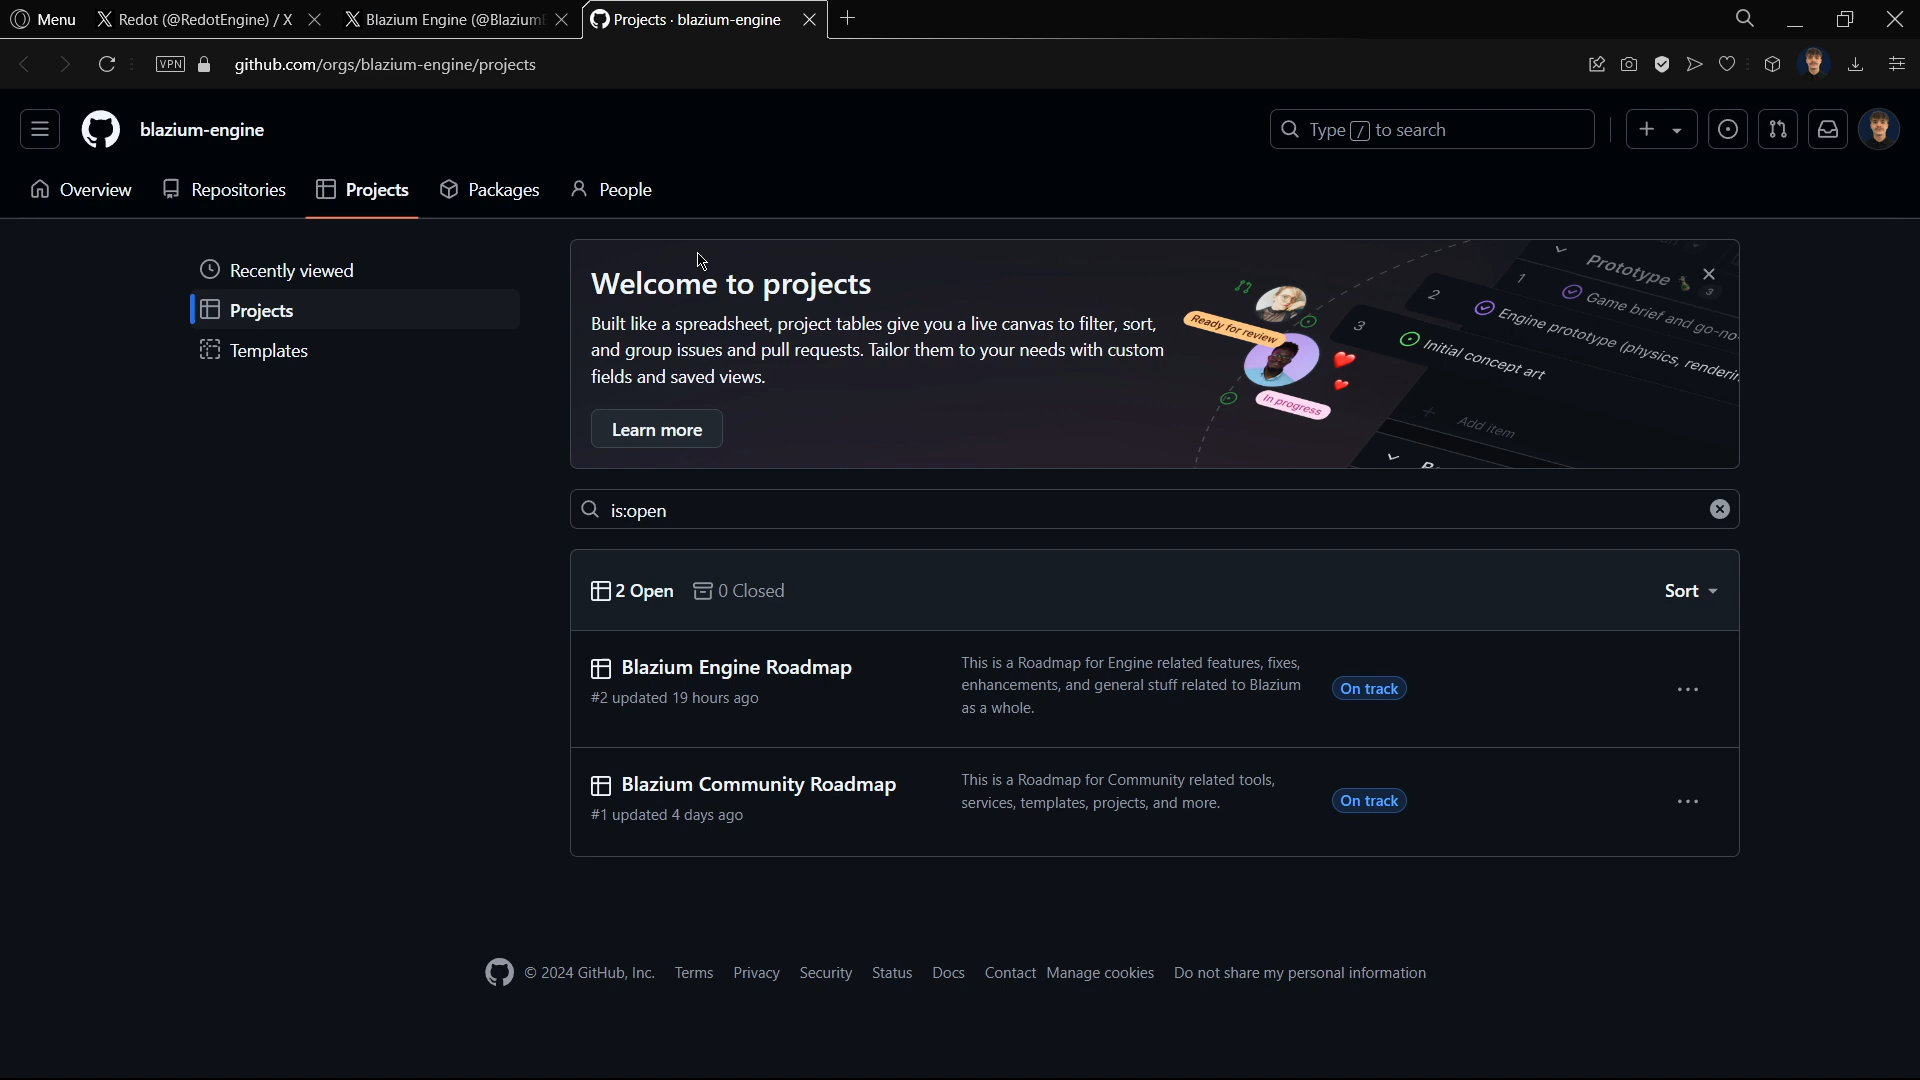 Menu
Redot (@RedotEngine) / X
Blazium Engine (@Blazium
Projects · blazium-engine
VPN
github.com/orgs/blazium-engine/projects
blazium-engine
Type / to search
Overview
Repositories
Projects
Packages
People
Recently viewed
Projects
Templates
Welcome to projects
Built like a spreadsheet, project tables give you a live canvas to filter, sort,
and group issues and pull requests. Tailor them to your needs with custom
fields and saved views.
Learn more
Ready for review
In progress
Prototype
3
1
Game brief and go-no
2
Engine prototype (physics, renderin
3
Initial concept art
Add item
is:open
2 Open
0 Closed
Sort
Blazium Engine Roadmap
#2 updated 19 hours ago
This is a Roadmap for Engine related features, fixes,
enhancements, and general stuff related to Blazium
as a whole.
On track
Blazium Community Roadmap
#1 updated 4 days ago
This is a Roadmap for Community related tools,
services, templates, projects, and more.
On track
© 2024 GitHub, Inc.
Terms
Privacy
Security
Status
Docs
Contact
Manage cookies
Do not share my personal information